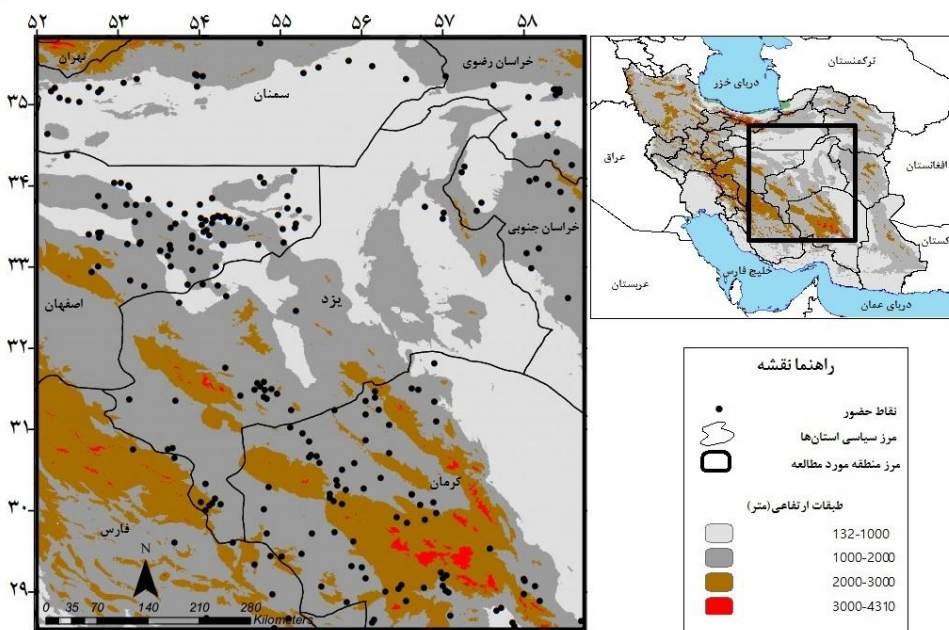 ۵۲ ۵۳ ۵۴ ۵۵ ۵۶ ۵۷ ۵۸
۳۵
۳۴
۳۳
۳۲
۳۱
۳۰
۲۹
تهران
سمنان
خراسان رضوی
خراسان جنوبی
اصفهان
یزد
کرمان
فارس
N
0 35 70 140 210 280
Kilometers
ترکمنستان
دریای خزر
افغانستان
عراق
کستان
خلیج فارس
عربستان
دریای عمان
راهنما نقشه
نقاط حضور
مرز سیاسی استان‌ها
مرز منطقه مورد مطالعه
طبقات ارتفاعی(متر)
132-1000
1000-2000
2000-3000
3000-4310